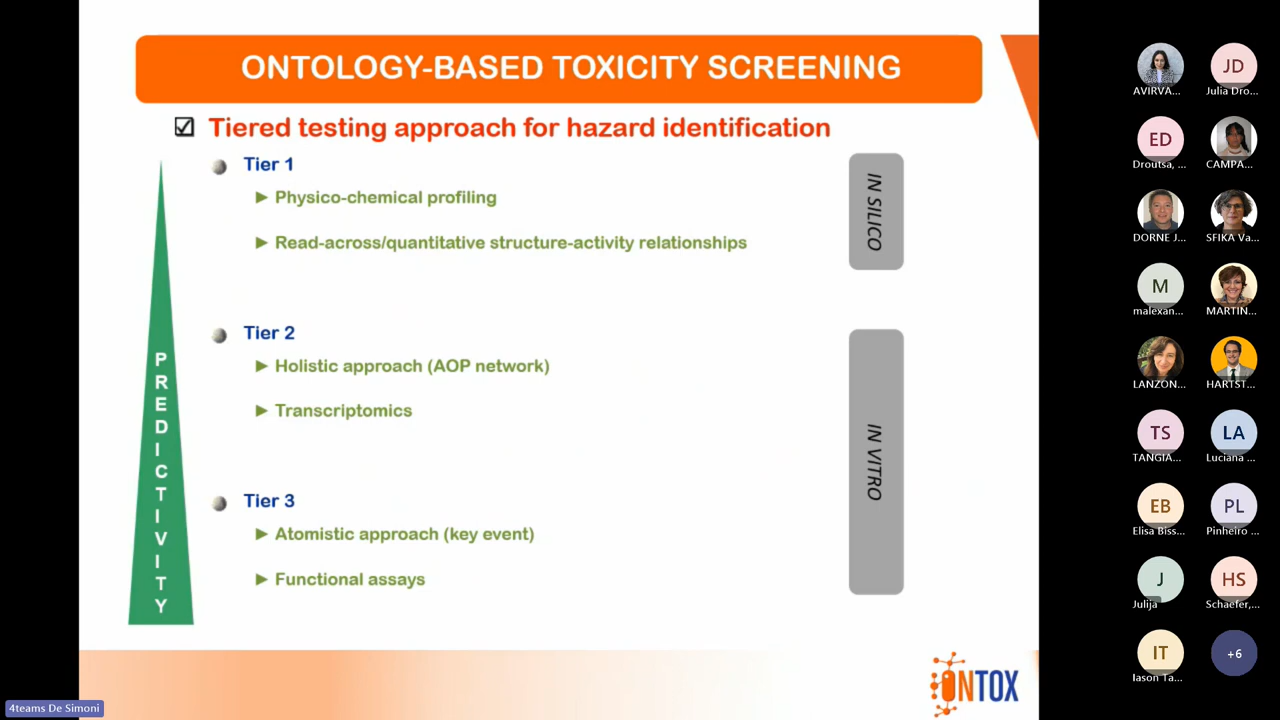 ONTOLOGY-BASED TOXICITY SCREENING
Tiered testing approach for hazard identification
Tier 1
Physico-chemical profiling
Read-across/quantitative structure-activity relationships
IN SILICO
Tier 2
Holistic approach (AOP network)
Transcriptomics
Tier 3
Atomistic approach (key event)
Functional assays
IN VITRO
PREDICTIVITY
ONTOX
4teams De Simoni
AVIRVA...
JD
Julia Dro...
ED
Droutsa, ...
CAMPA...
DORNE J...
SFIKA Va...
M
malexan...
MARTIN...
LANZON...
HARTST...
TS
TANGIA...
LA
Luciana ...
EB
Elisa Biss...
PL
Pinheiro ...
J
Julija
HS
Schaefer,...
IT
Iason Ta...
+6